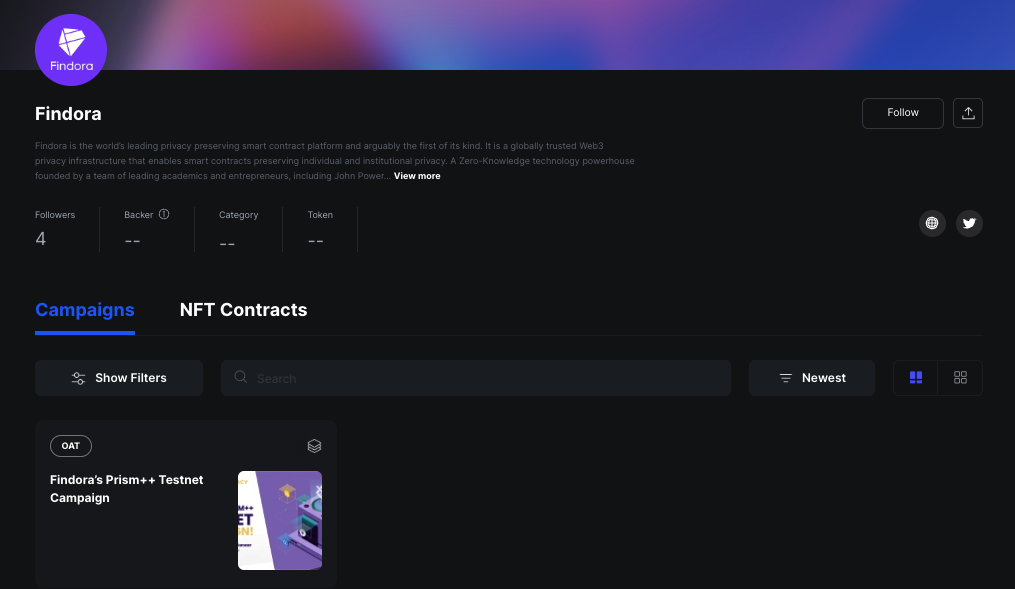 Findora
Findora
Follow
Findora is the world's leading privacy preserving smart contract platform and arguably the first of its kind. It is a globally trusted Web3
privacy infrastructure that enables smart contracts preserving individual and institutional privacy. A Zero-Knowledge technology powerhouse
founded by a team of leading academics and entrepreneurs, including John Power... View more
Followers
Backer
Category
Token
4
--
--
--
Campaigns
NFT Contracts
Show Filters
Search
Newest
OAT
Findora's Prism++ Testnet
Campaign